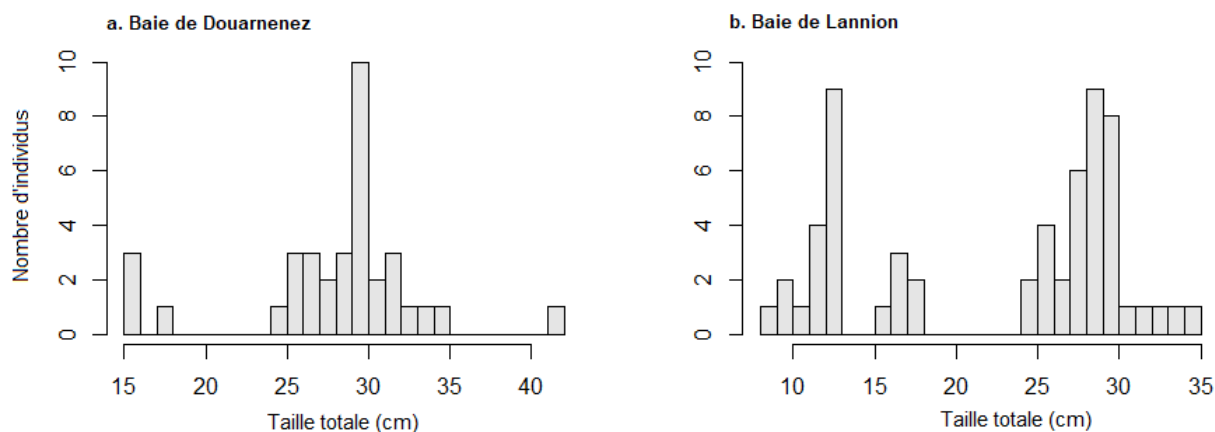 a. Baie de Douarnenez
Nombre d'individus
0 2 4 6 8 10
15 20 25 30 35 40
Taille totale (cm)
b. Baie de Lannion
0 2 4 6 8 10
10 15 20 25 30 35
Taille totale (cm)